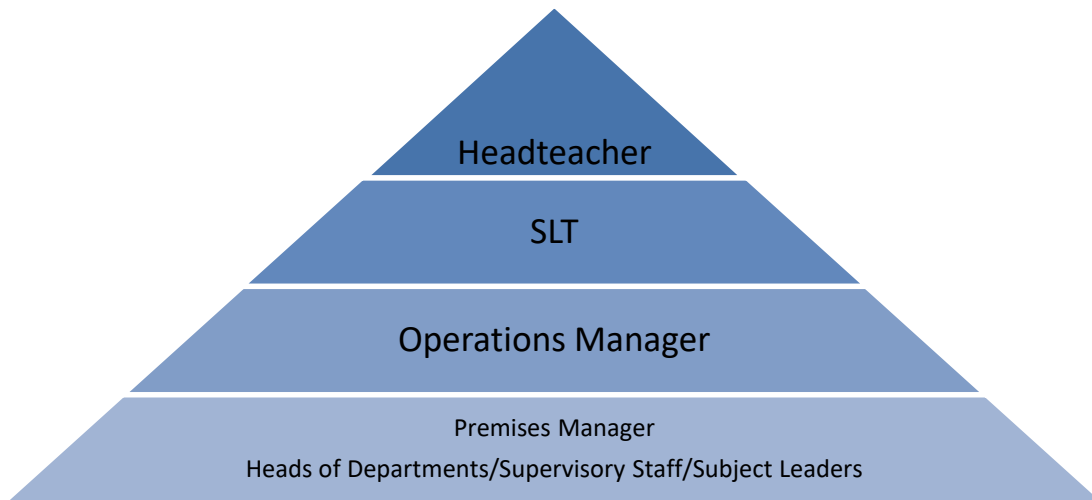 Headteacher
SLT
Operations Manager
Premises Manager
Heads of Departments/Supervisory Staff/Subject Leaders